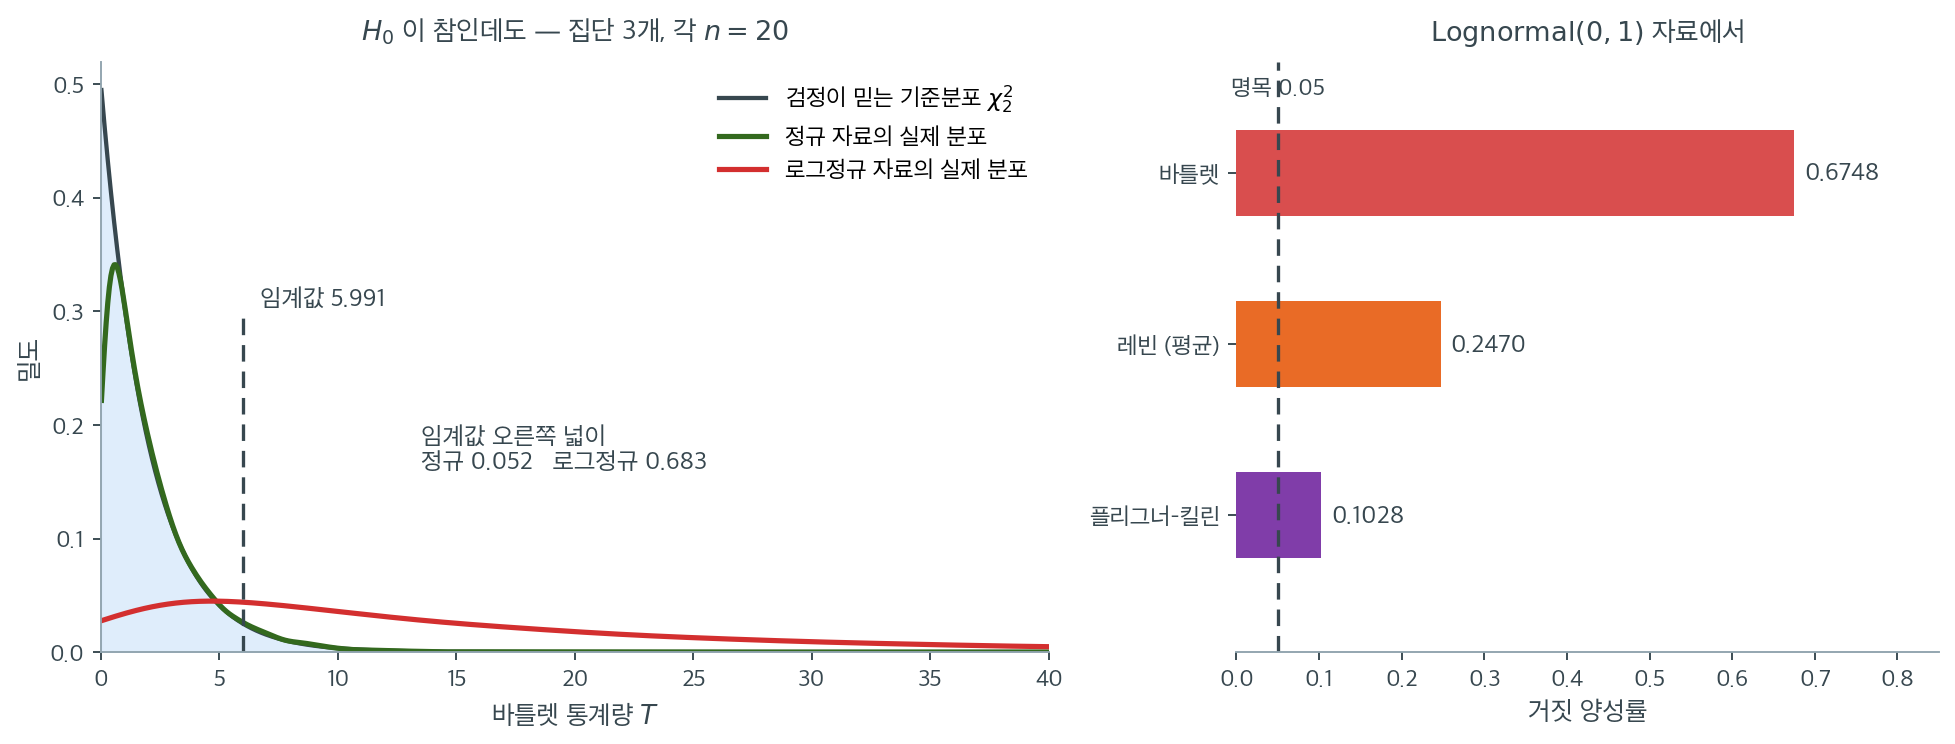 H₀ 이 참인데도 — 집단 3개, 각 n = 20
검정이 믿는 기준분포 χ²₂
정규 자료의 실제 분포
로그정규 자료의 실제 분포
임계값 5.991
임계값 오른쪽 넓이
정규 0.052 로그정규 0.683
밀도
0.5
0.4
0.3
0.2
0.1
0.0
0 5 10 15 20 25 30 35 40
바틀렛 통계량 T
Lognormal(0, 1) 자료에서
명목 0.05
바틀렛 0.6748
레빈 (평균) 0.2470
플리그너-킬린 0.1028
0.0 0.1 0.2 0.3 0.4 0.5 0.6 0.7 0.8
거짓 양성률